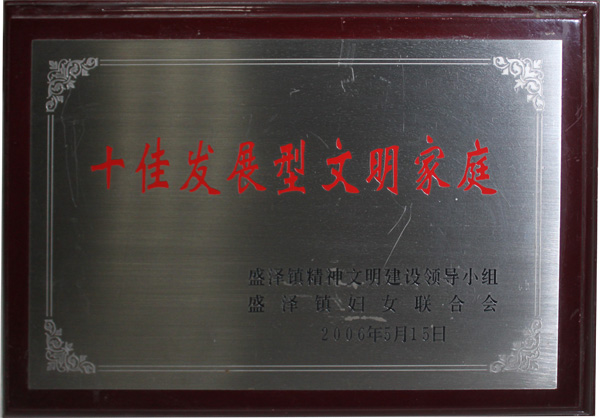 十佳发展型文明家庭
盛泽镇精神文明建设领导小组
盛泽镇妇女联合会
2006年5月15日